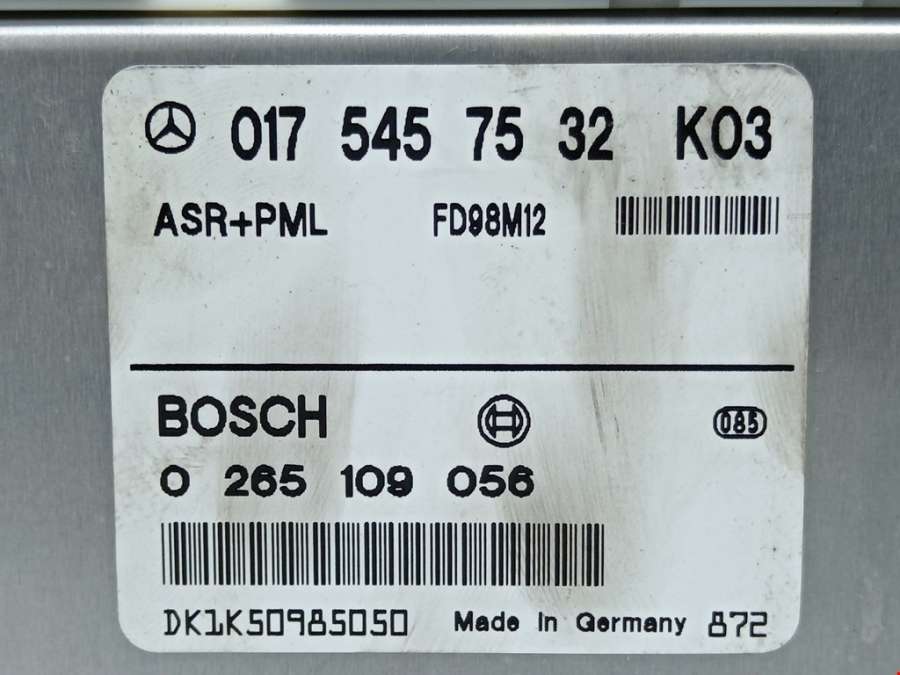 017 545 75 32 K03
ASR+PML FD98M12
BOSCH 085
0 265 109 056
DK1K50985050 Made in Germany 872